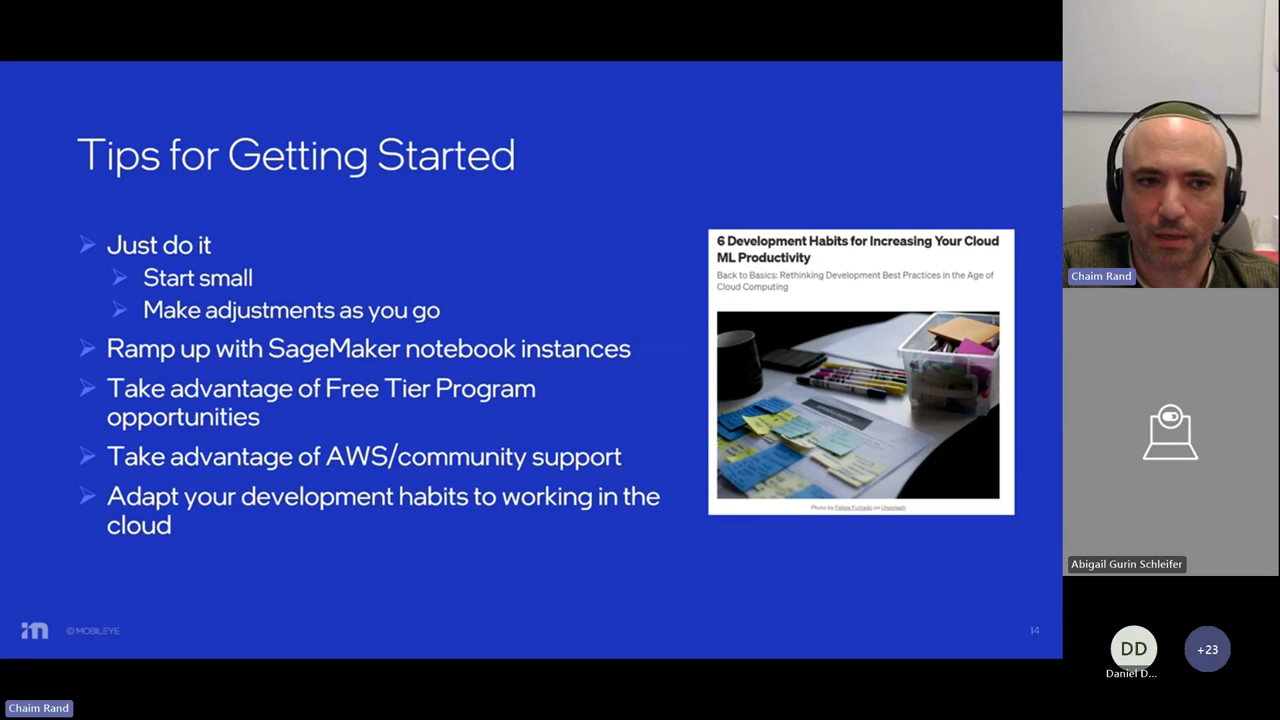 Tips for Getting Started
Just do it
Start small
Make adjustments as you go
Ramp up with SageMaker notebook instances
Take advantage of Free Tier Program
opportunities
Take advantage of AWS/community support
Adapt your development habits to working in the
cloud
6 Development Habits for Increasing Your Cloud
ML Productivity
Back to Basics: Rethinking Development Best Practices in the Age of
Cloud Computing
Photo by Felipe Furtado on Unsplash
© MOBILEYE
14
Chaim Rand
Abigail Gurin Schleifer
DD
Daniel D...
+23
Chaim Rand